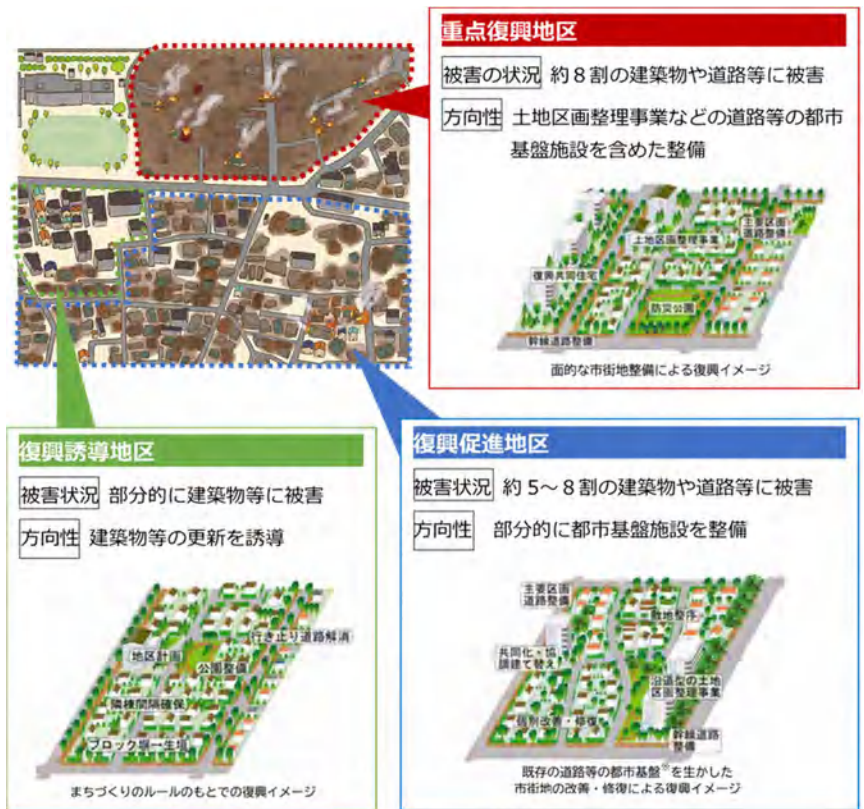 重点復興地区
被害の状況 約8割の建築物や道路等に被害
方向性 土地区画整理事業などの道路等の都市
基盤施設を含めた整備
主要区画
道路整備
土地区画整理事業
復興共同住宅
防災公園
幹線道路整備
面的な市街地整備による復興イメージ
復興誘導地区
被害状況 部分的に建築物等に被害
方向性 建築物等の更新を誘導
行き止り道路解消
地区計画
公園整備
隣棟間隔確保
ブロック塀→生垣
まちづくりのルールのもとでの復興イメージ
復興促進地区
被害状況 約5～8割の建築物や道路等に被害
方向性 部分的に都市基盤施設を整備
主要区画
道路整備
敷地整序
共同化・協
調建て替え
沿道型の土地
区画整理事業
個別改善・修復
幹線道路
整備
既存の道路等の都市基盤※を生かした
市街地の改善・修復による復興イメージ